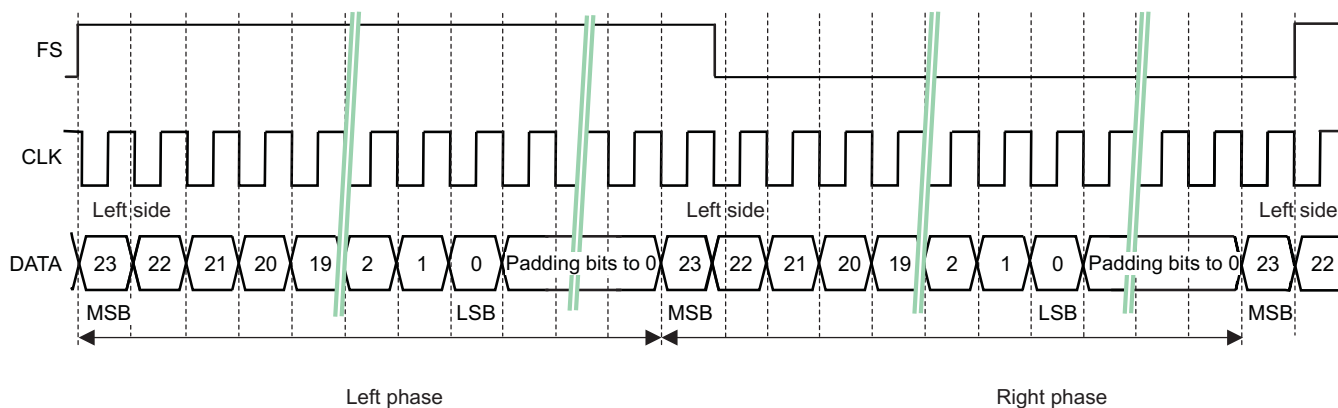 FS
CLK
Left side Left side Left side
DATA 23 22 21 20 19 2 1 0 Padding bits to 0 23 22 21 20 19 2 1 0 Padding bits to 0 23 22
MSB LSB MSB LSB MSB
Left phase Right phase